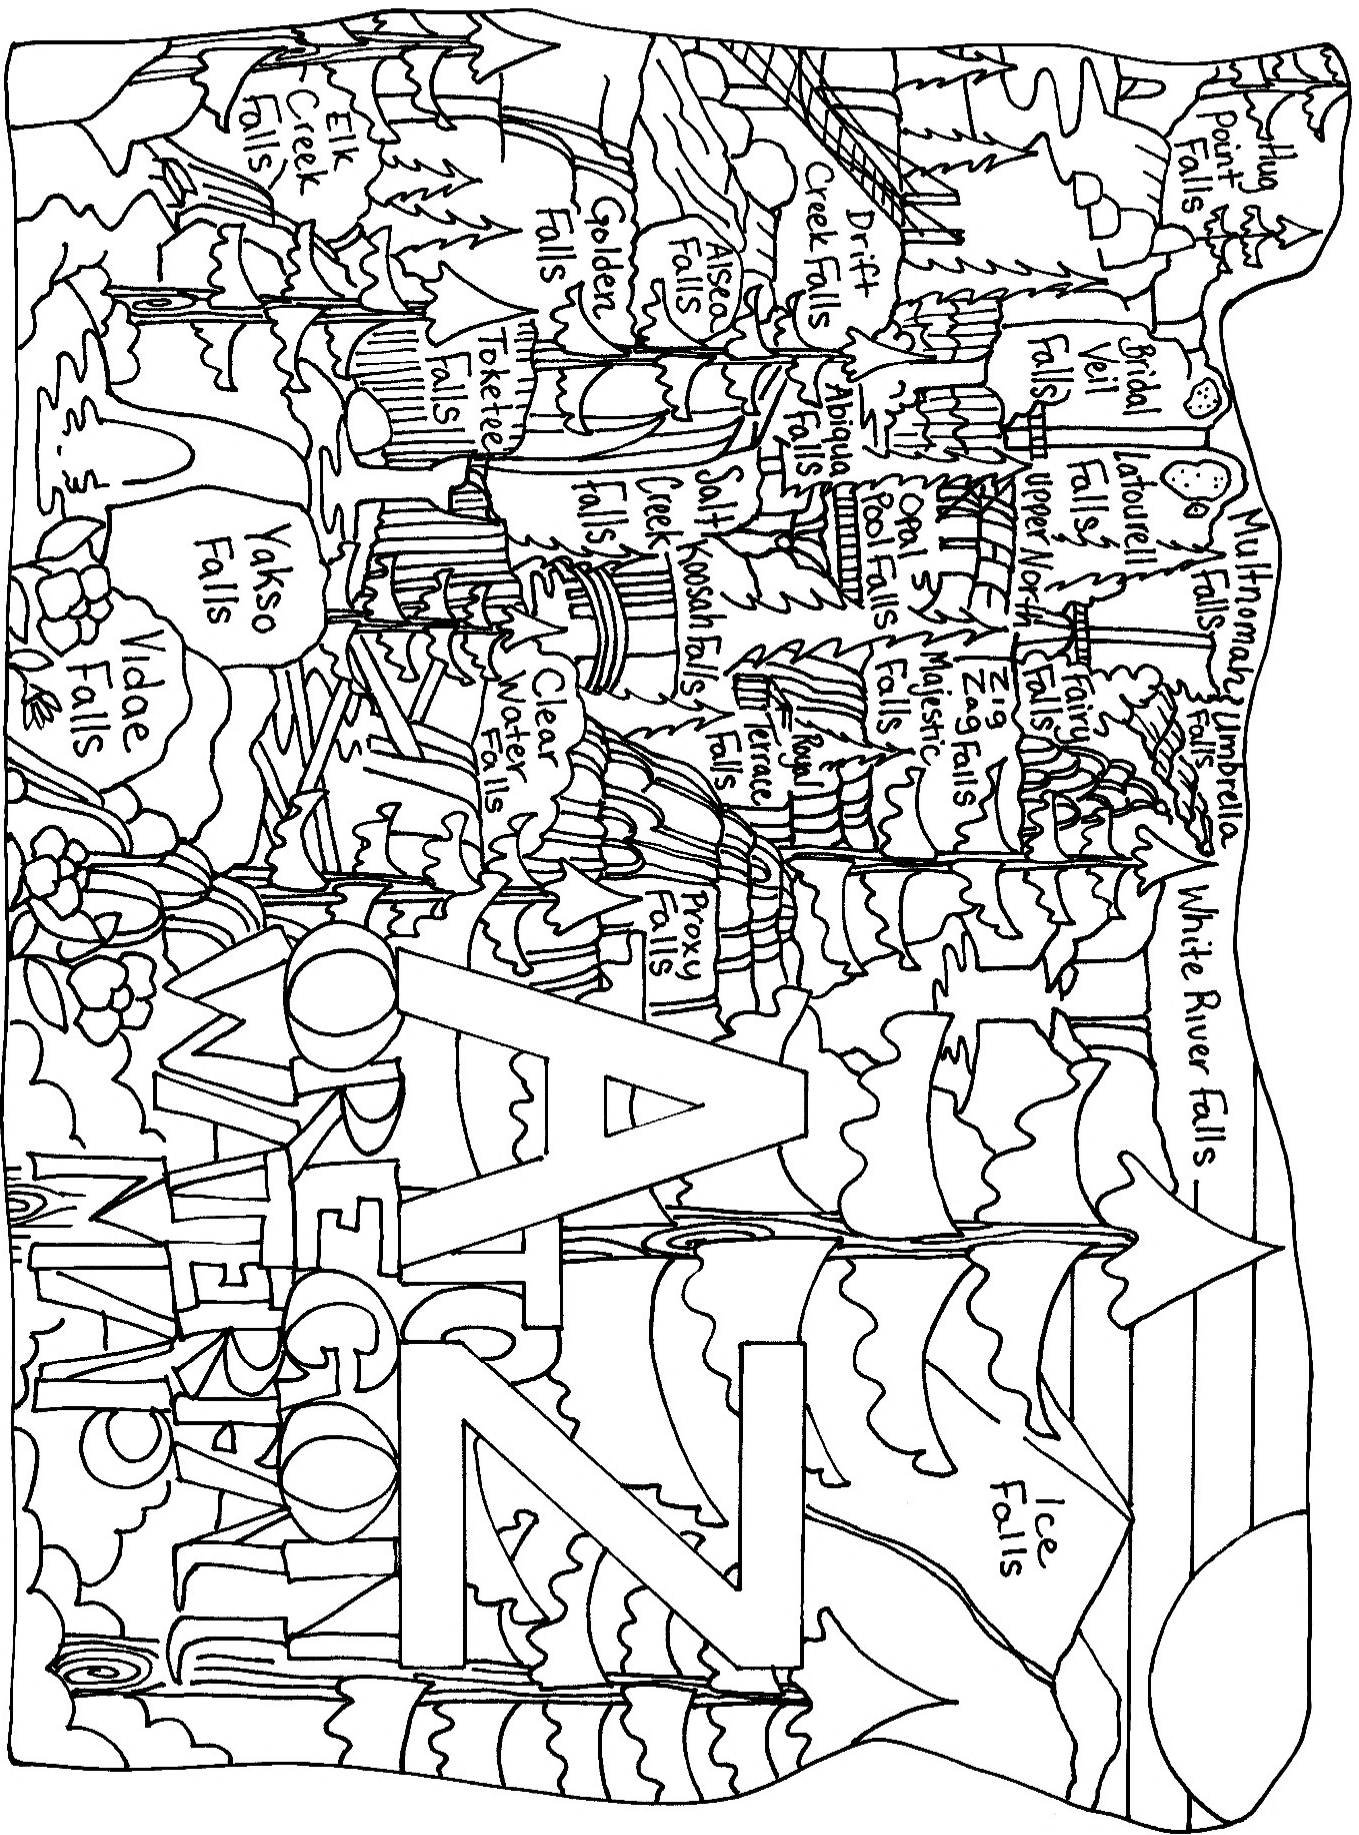 Hug
Point
Falls
Multnomah
Falls
Umbrella
Falls
White River Falls
Bridal
Veil
Falls
Latourell
Falls
Fairy
Falls
Upper North
Falls
Drift
Creek Falls
Abiqua
Falls
Opal
Pool Falls
Zig
Zag Falls
Majestic
Falls
Ice
Falls
Alsea
Falls
Golden
Falls
Salt
Creek
Falls
Koosah Falls
Royal
Terrace
Falls
Proxy
Falls
Toketee
Falls
Clear
Water
Falls
Elk
Creek
Falls
Yakso
Falls
Vidae
Falls
A TO Z
OREGON
WATERFALL
MAP